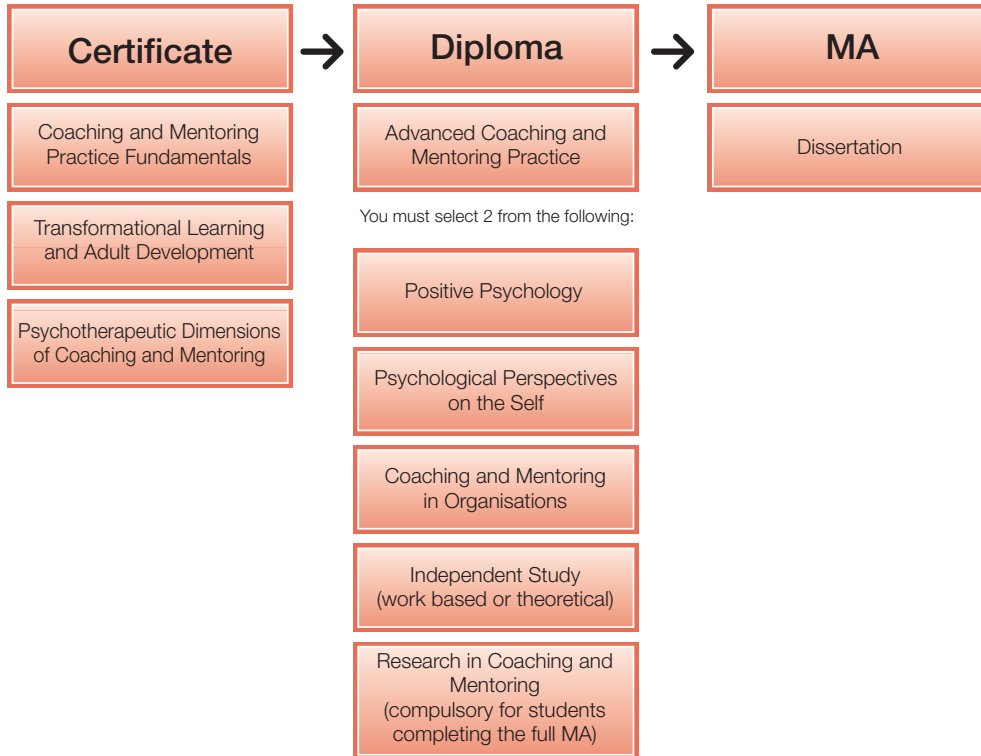 Certificate
Coaching and Mentoring
Practice Fundamentals
Transformational Learning
and Adult Development
Psychotherapeutic Dimensions
of Coaching and Mentoring
Diploma
Advanced Coaching and
Mentoring Practice
You must select 2 from the following:
Positive Psychology
Psychological Perspectives
on the Self
Coaching and Mentoring
in Organisations
Independent Study
(work based or theoretical)
Research in Coaching and
Mentoring
(compulsory for students
completing the full MA)
MA
Dissertation